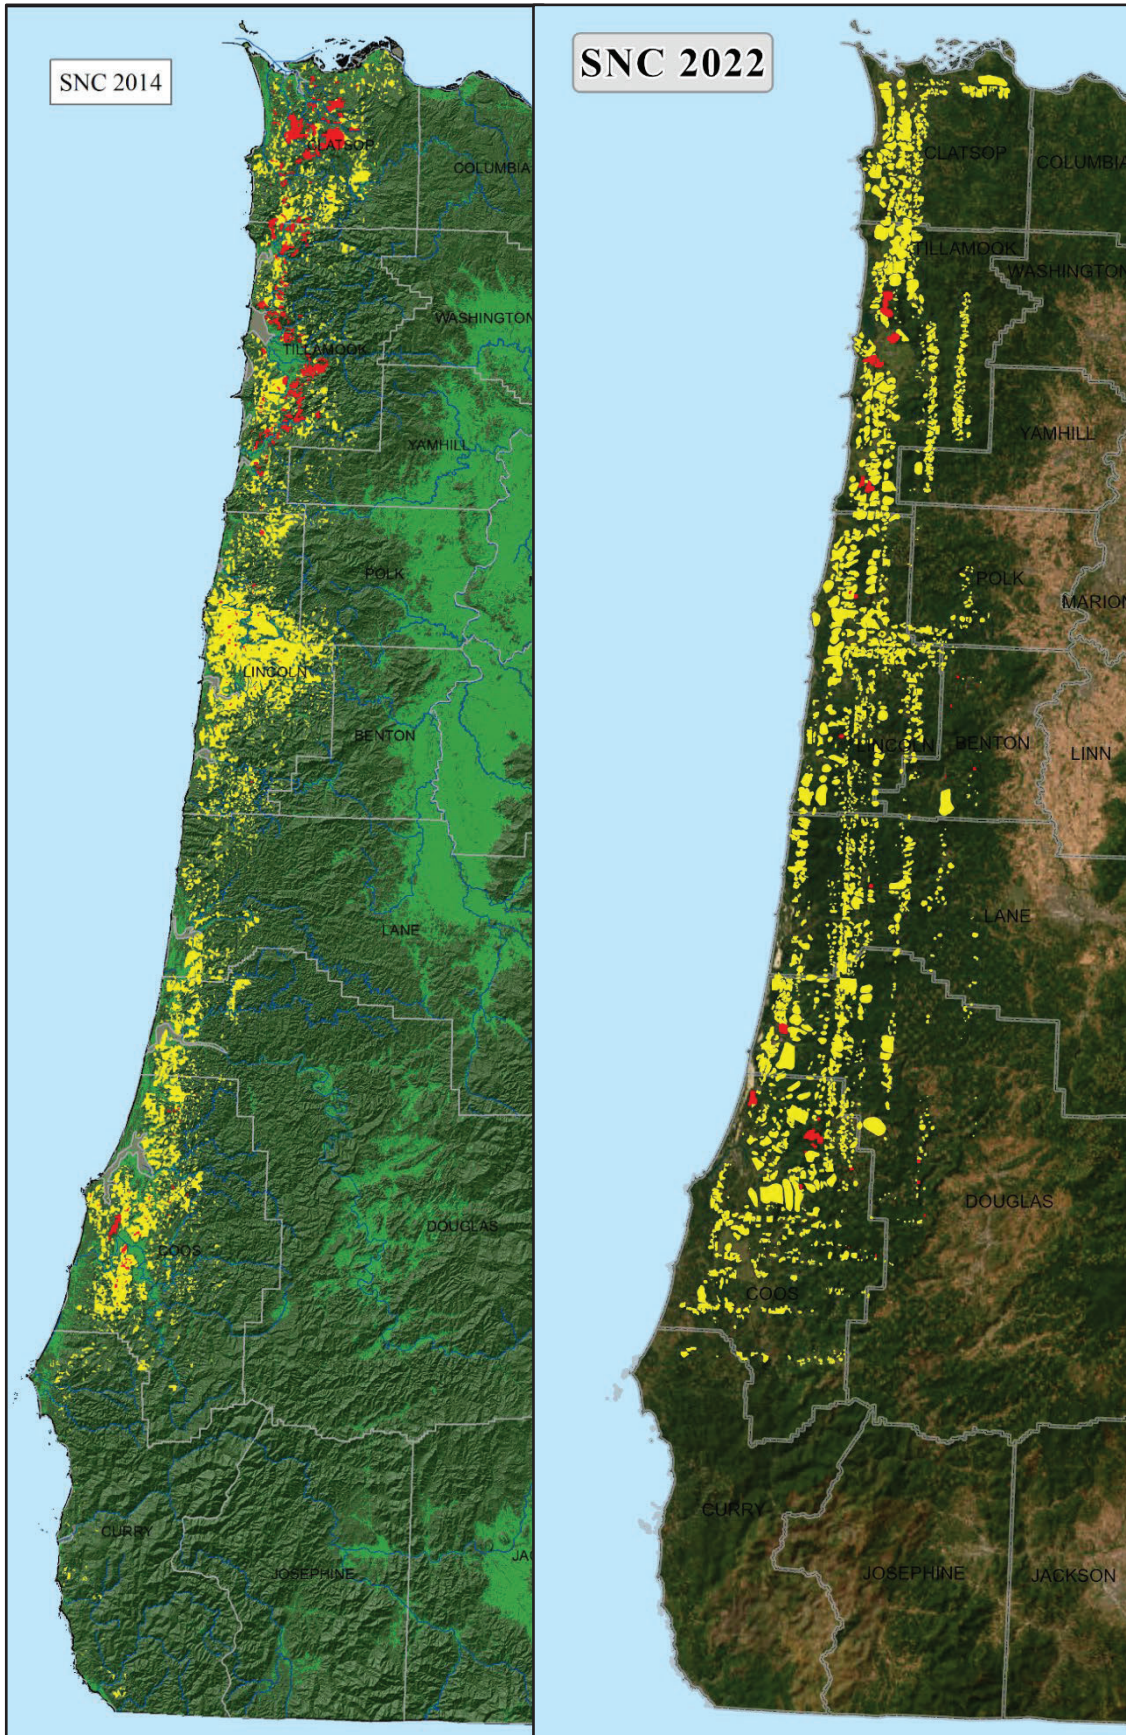 SNC 2014
CLATSOP
COLUMBIA
WASHINGTON
TILLAMOOK
YAMHILL
POLK
LINCOLN
BENTON
LANE
DOUGLAS
COOS
CURRY
JOSEPHINE
JA
SNC 2022
CLATSOP
COLUMBIA
TILLAMOOK
WASHINGTON
YAMHILL
POLK
MARION
LINCOLN
BENTON
LINN
LANE
DOUGLAS
COOS
CURRY
JOSEPHINE
JACKSON